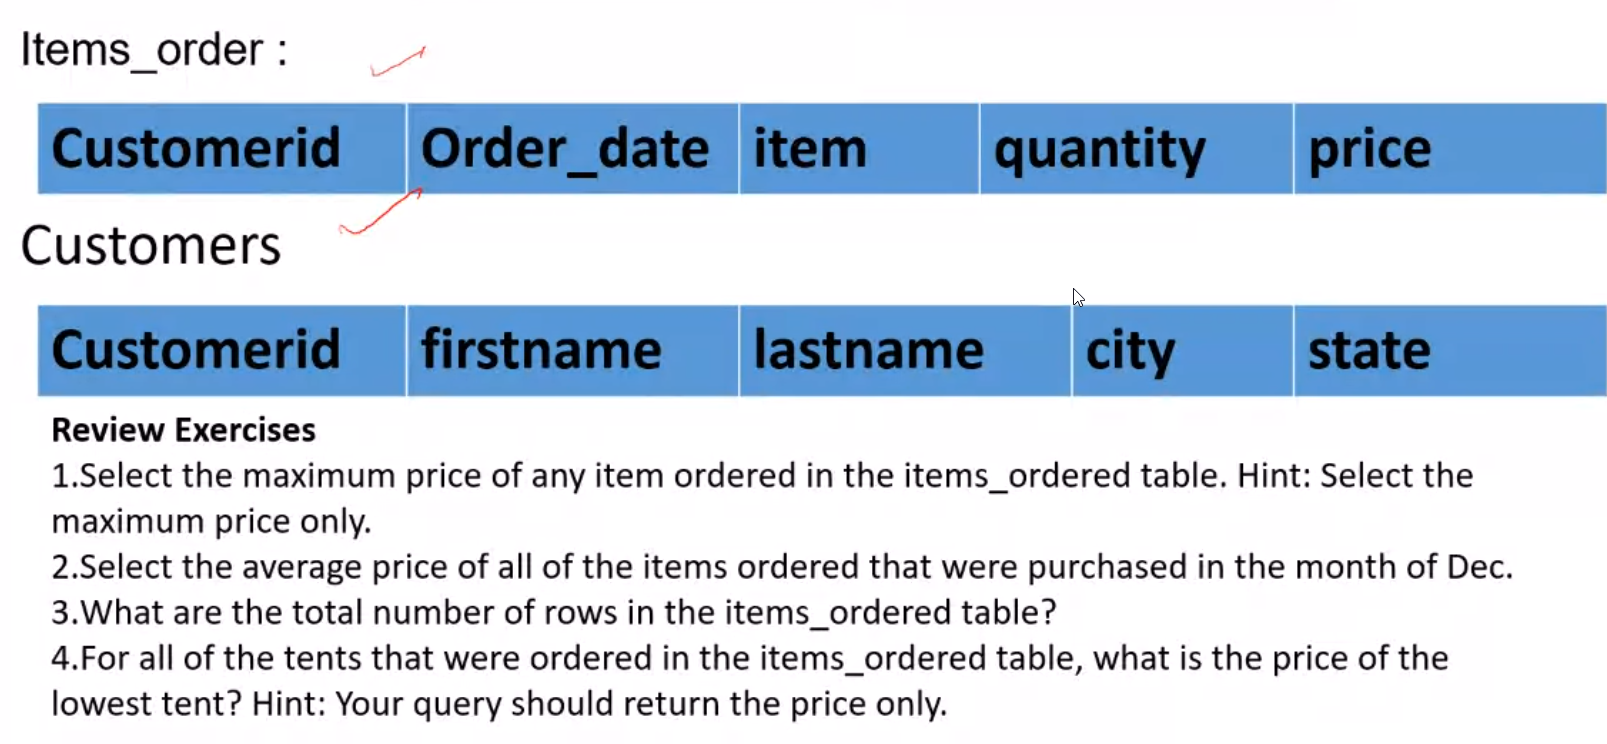 Items_order :
Customerid Order_date item quantity price
Customers
Customerid firstname lastname city state
Review Exercises
1.Select the maximum price of any item ordered in the items_ordered table. Hint: Select the
maximum price only.
2.Select the average price of all of the items ordered that were purchased in the month of Dec.
3.What are the total number of rows in the items_ordered table?
4.For all of the tents that were ordered in the items_ordered table, what is the price of the
lowest tent? Hint: Your query should return the price only.